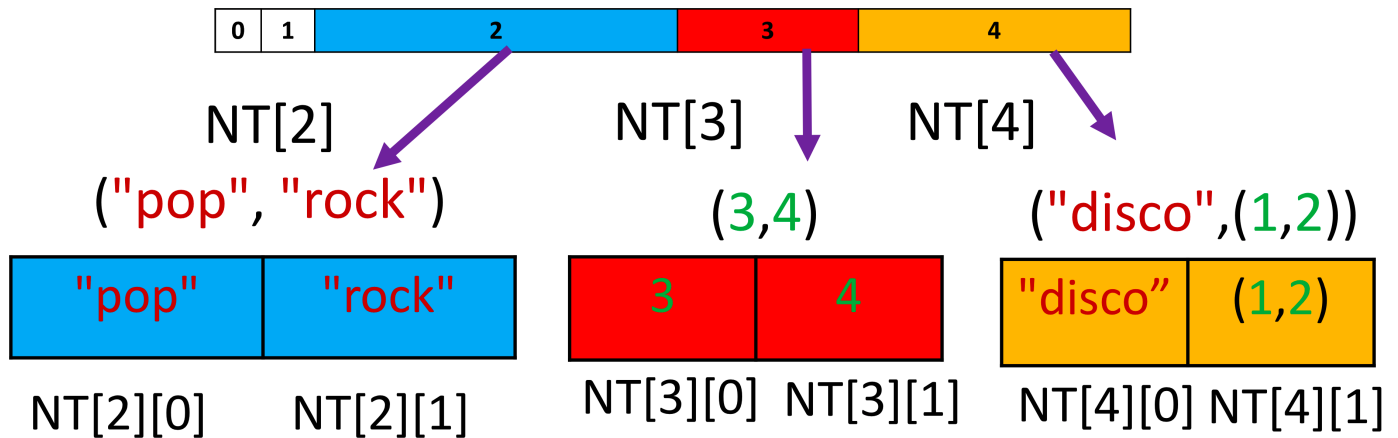 0 1 2 3 4
NT[2] NT[3] NT[4]
("pop", "rock") (3,4) ("disco",(1,2))
"pop" "rock" 3 4 "disco” (1,2)
NT[2][0] NT[2][1] NT[3][0] NT[3][1] NT[4][0] NT[4][1]